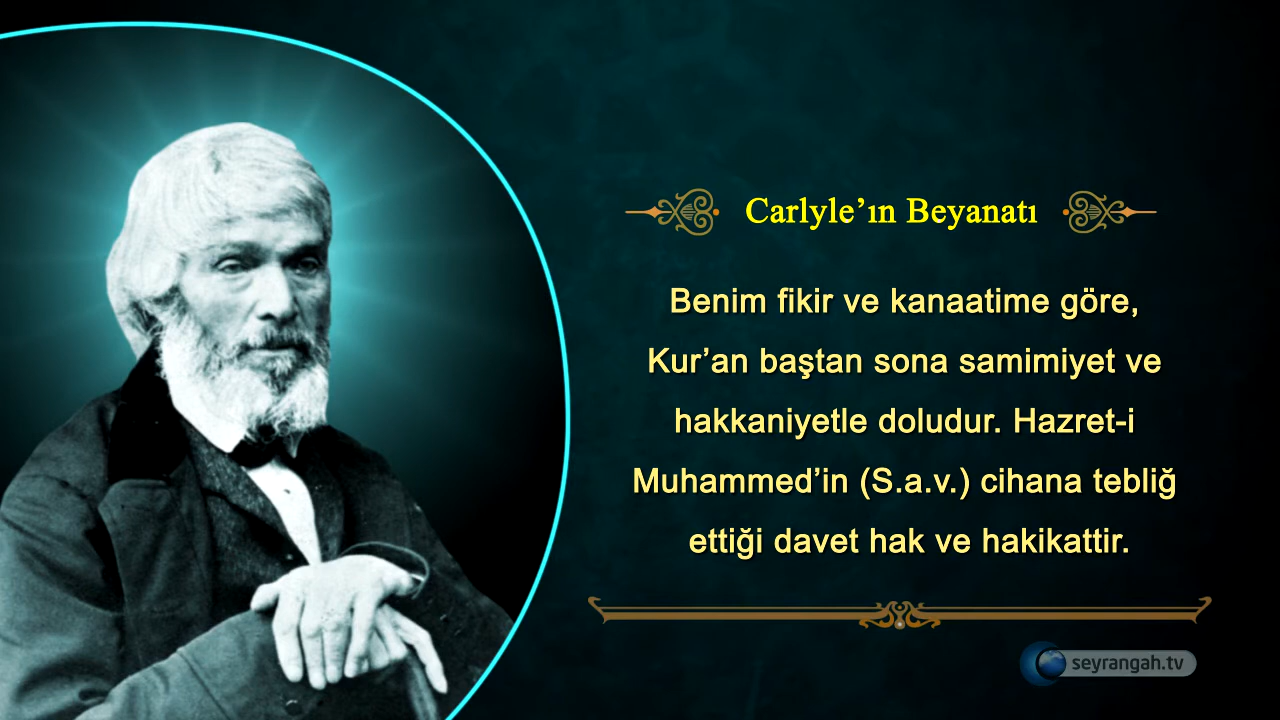 Carlyle’ın Beyanatı
Benim fikir ve kanaatime göre,
Kur’an baştan sona samimiyet ve
hakkaniyetle doludur. Hazret-i
Muhammed’in (S.a.v.) cihana tebliğ
ettiği davet hak ve hakikattir.
seyrangah.tv